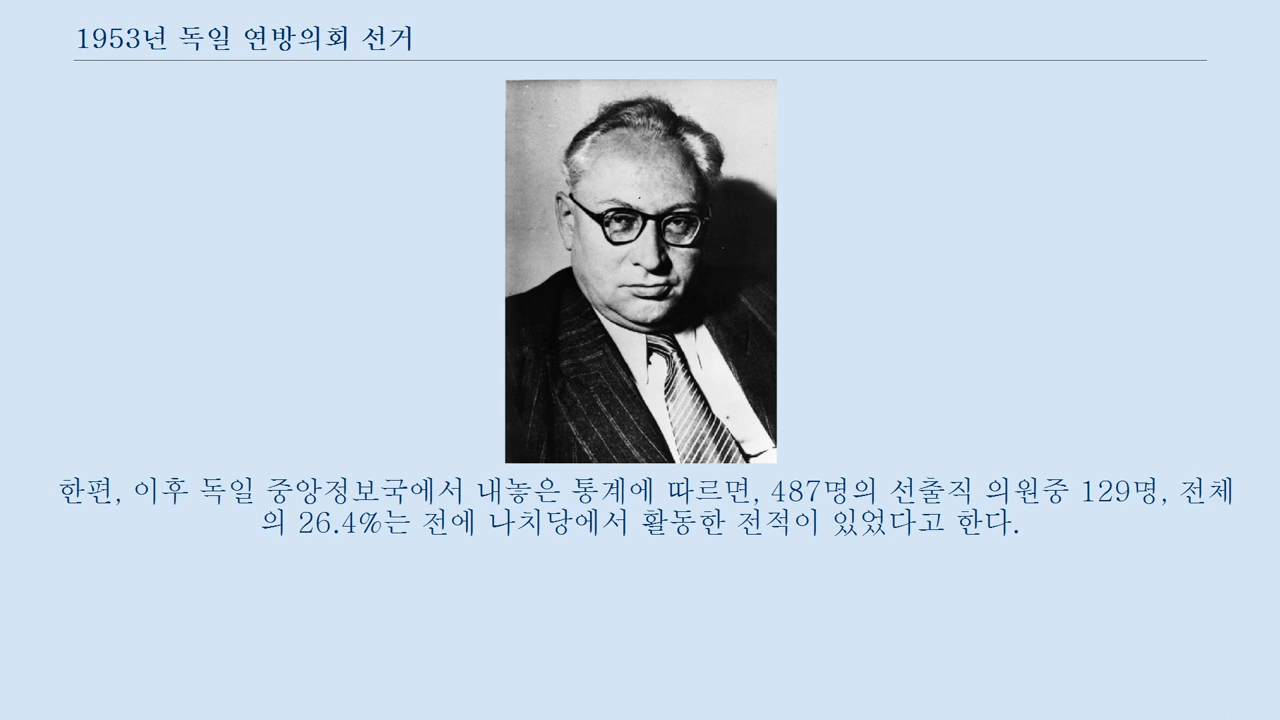 1953년 독일 연방의회 선거
한편, 이후 독일 중앙정보국에서 내놓은 통계에 따르면, 487명의 선출직 의원중 129명, 전체
의 26.4%는 전에 나치당에서 활동한 전적이 있었다고 한다.